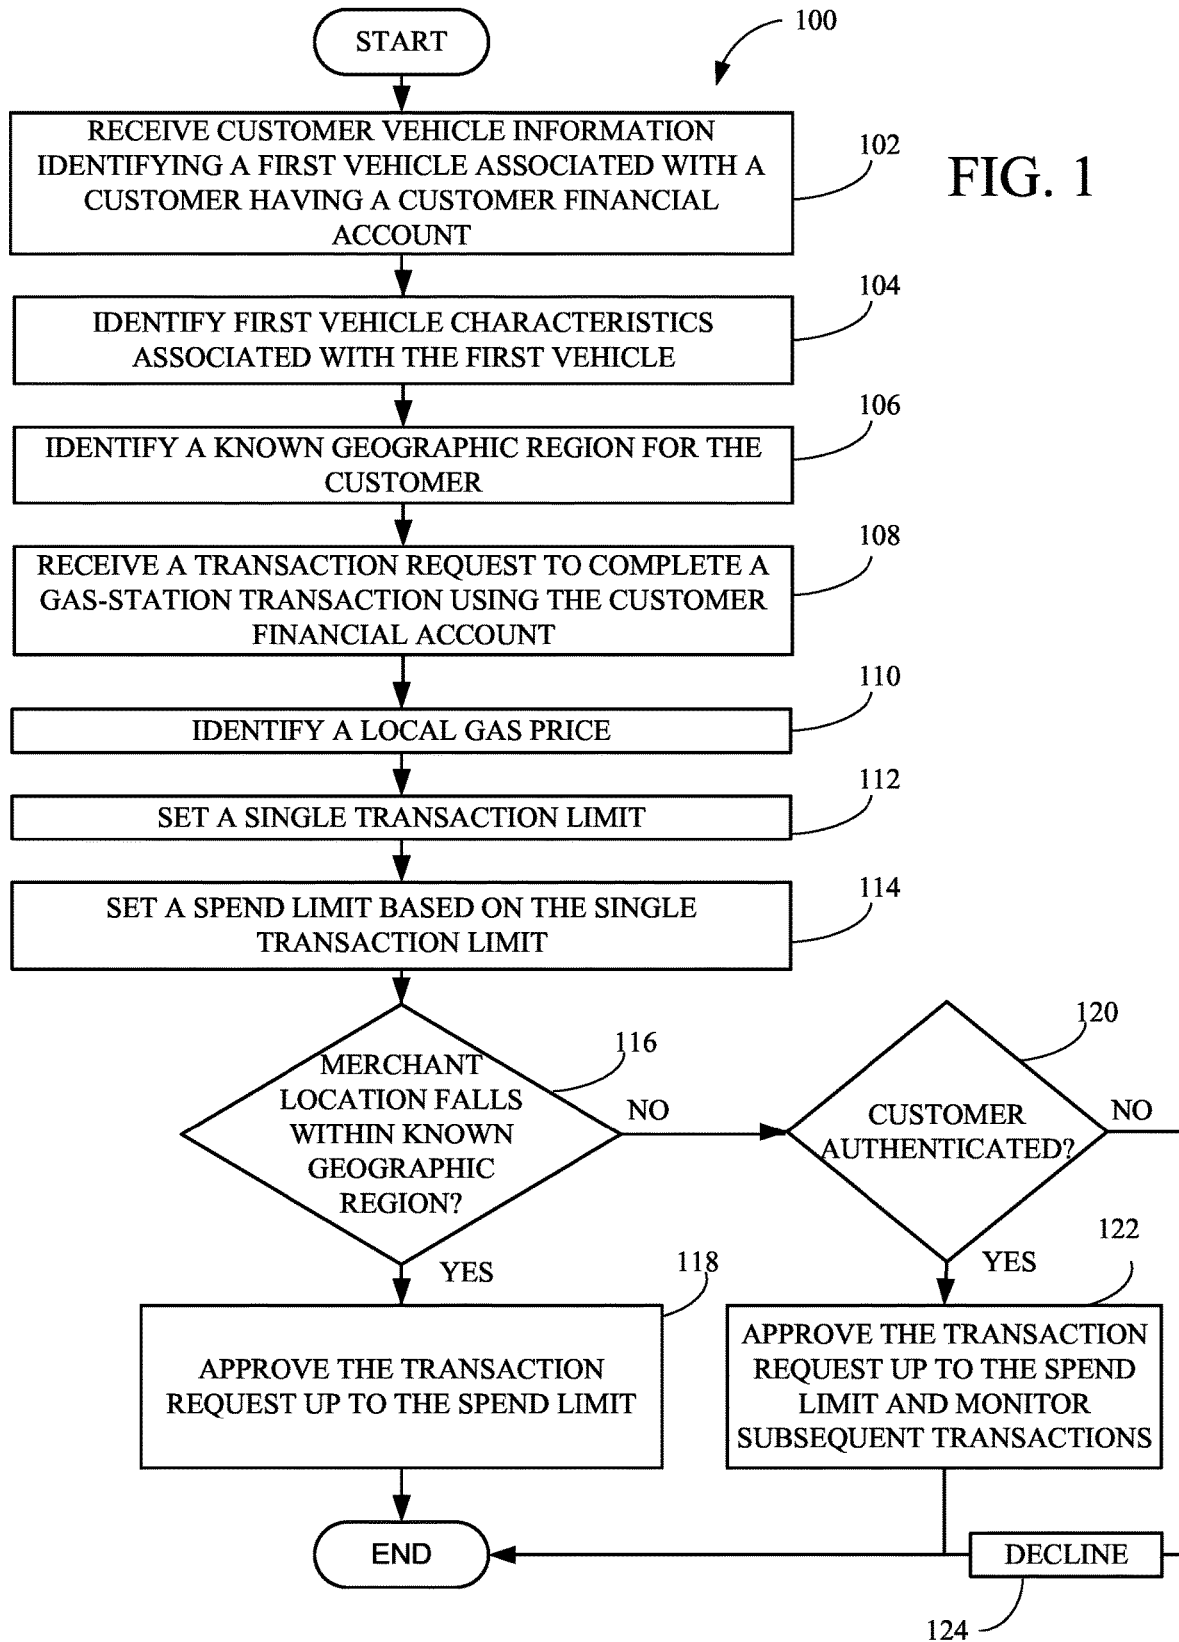 START
100
RECEIVE CUSTOMER VEHICLE INFORMATION
IDENTIFYING A FIRST VEHICLE ASSOCIATED WITH A
CUSTOMER HAVING A CUSTOMER FINANCIAL
ACCOUNT
102
FIG. 1
IDENTIFY FIRST VEHICLE CHARACTERISTICS
ASSOCIATED WITH THE FIRST VEHICLE
104
IDENTIFY A KNOWN GEOGRAPHIC REGION FOR THE
CUSTOMER
106
RECEIVE A TRANSACTION REQUEST TO COMPLETE A
GAS-STATION TRANSACTION USING THE CUSTOMER
FINANCIAL ACCOUNT
108
IDENTIFY A LOCAL GAS PRICE
110
SET A SINGLE TRANSACTION LIMIT
112
SET A SPEND LIMIT BASED ON THE SINGLE
TRANSACTION LIMIT
114
MERCHANT
LOCATION FALLS
WITHIN KNOWN
GEOGRAPHIC
REGION?
116
NO
YES
CUSTOMER
AUTHENTICATED?
120
NO
YES
APPROVE THE TRANSACTION
REQUEST UP TO THE SPEND LIMIT
118
APPROVE THE TRANSACTION
REQUEST UP TO THE SPEND
LIMIT AND MONITOR
SUBSEQUENT TRANSACTIONS
122
END
DECLINE
124